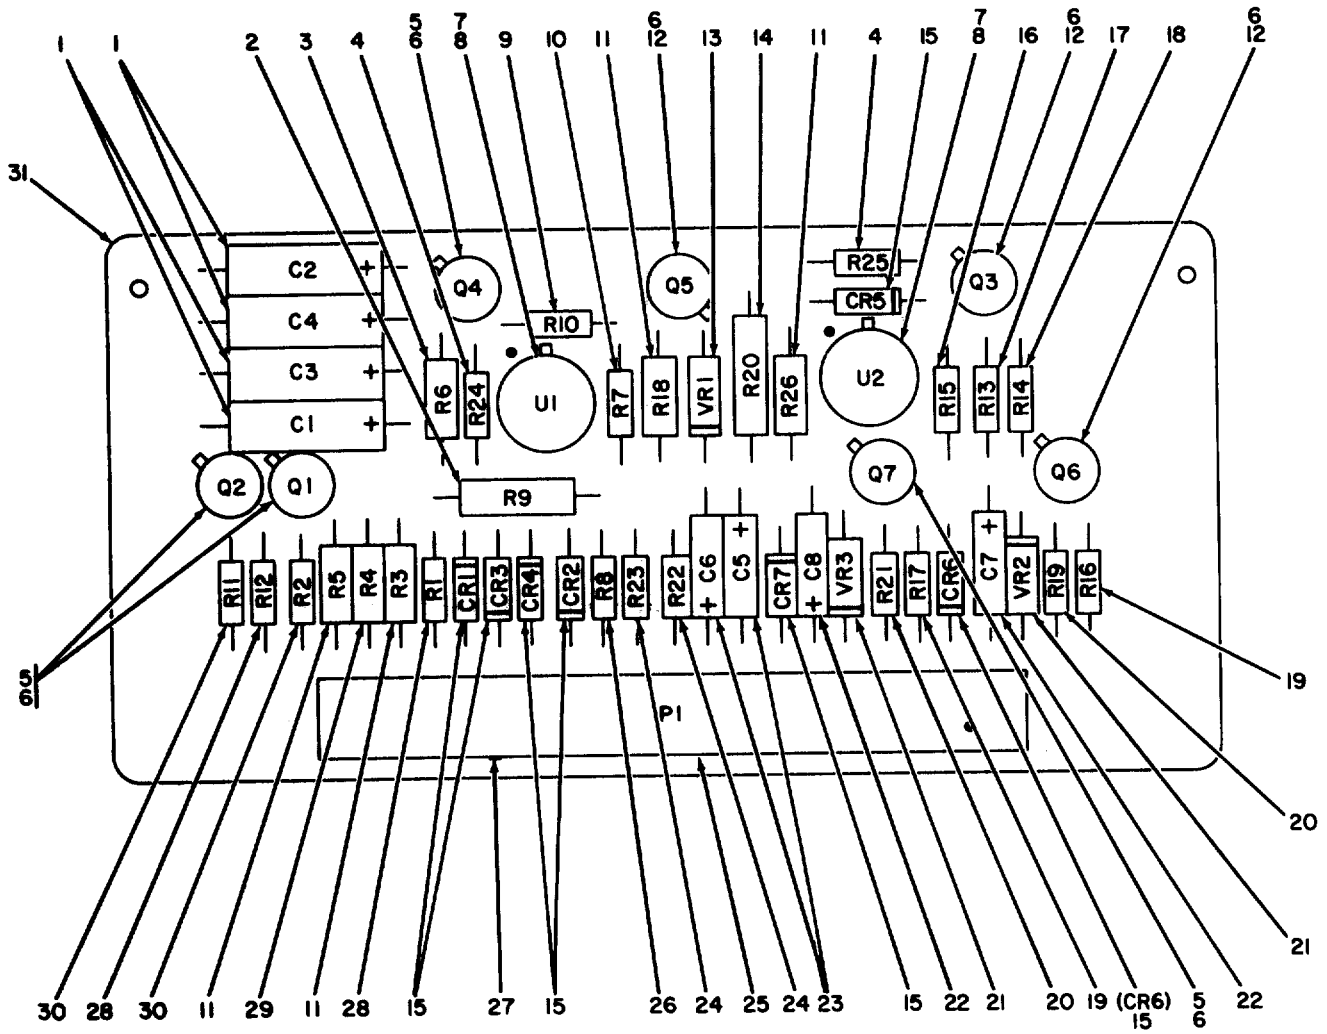 5 7 6 7 6 6
1 1 2 3 4 6 8 9 10 11 12 13 14 11 4 15 8 16 12 17 18 12
31
C2 +
Q4 Q5 R25 Q3
CR5
C4 +
R10
C3 +
R6 R24 U1 R7 R18 VR1 R20 R26 U2 R15 R13 R14
C1 +
Q2 Q1 R9 Q7 Q6
R11 R12 R2 R5 R4 R3 R1 CR1 CR3 CR4 CR2 R8 R23 R22 C6 + C5 + CR7 C8 + VR3 R21 R17 CR6 C7 + VR2 R19 R16
5
6
19
P1
20
21
30 28 30 11 29 11 28 15 27 15 26 24 25 24 23 15 22 21 20 19 (CR6) 5 22
15 6